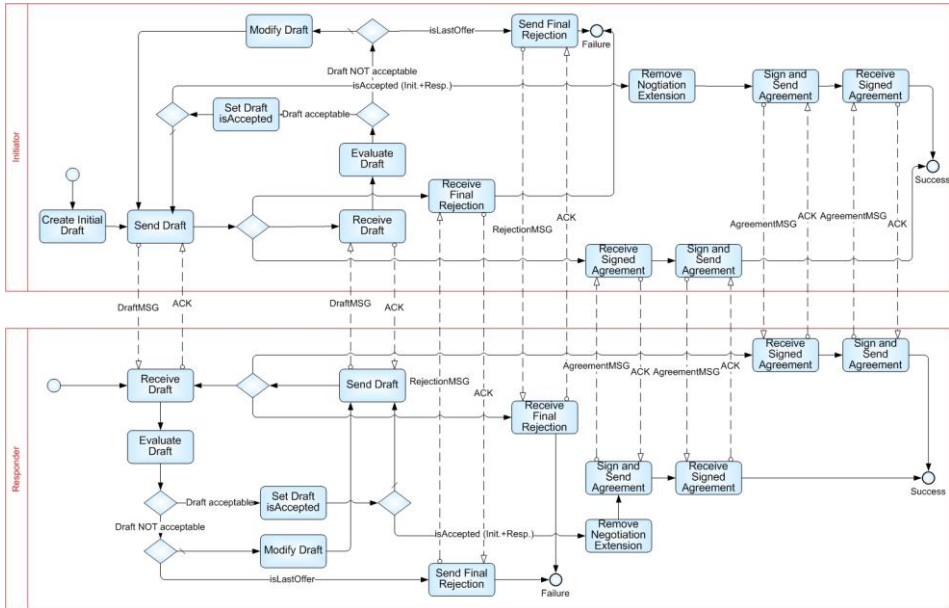 Initiator
Modify Draft
isLastOffer
Send Final
Rejection
Failure
Draft NOT acceptable
isAccepted (Init.+Resp.)
Remove
Nogtiation
Extension
Sign and
Send
Agreement
Receive
Signed
Agreement
Set Draft
isAccepted
Draft acceptable
Evaluate
Draft
Success
Receive
Final
Rejection
ACK
AgreementMSG
ACK
AgreementMSG
ACK
RejectionMSG
Create Initial
Draft
Send Draft
Receive
Draft
Receive
Signed
Agreement
Sign and
Send
Agreement
DraftMSG
ACK
DraftMSG
ACK
Responder
Receive
Draft
Send Draft
RejectionMSG
ACK
AgreementMSG
ACK
AgreementMSG
ACK
Receive
Signed
Agreement
Sign and
Send
Agreement
Receive
Final
Rejection
Evaluate
Draft
Sign and
Send
Agreement
Receive
Signed
Agreement
Success
Draft acceptable
Set Draft
isAccepted
Draft NOT acceptable
isAccepted (Init.+Resp.)
Remove
Negotiation
Extension
Modify Draft
isLastOffer
Send Final
Rejection
Failure